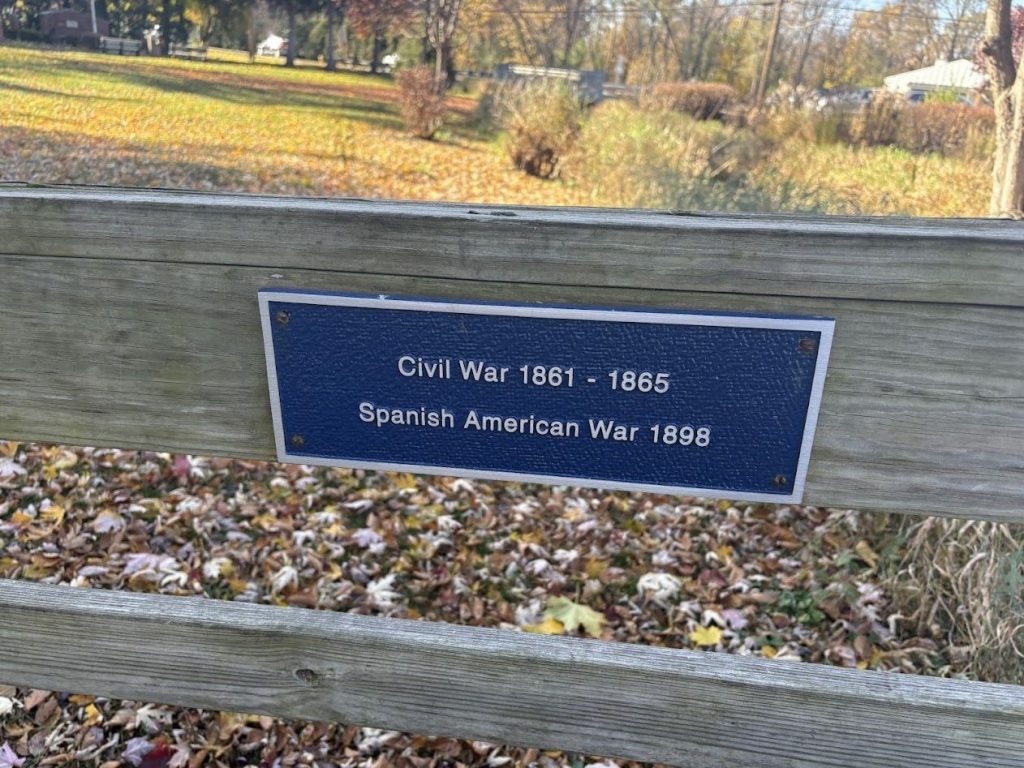 Civil War 1861 - 1865
Spanish American War 1898